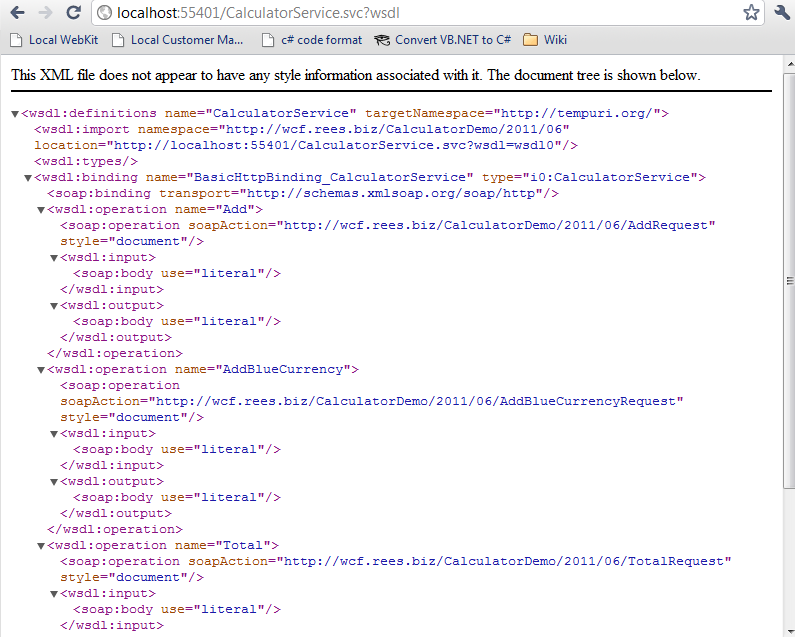 localhost:55401/CalculatorService.svc?wsdl
Local WebKit Local Customer Ma... c# code format Convert VB.NET to C# Wiki
This XML file does not appear to have any style information associated with it. The document tree is shown below.
▼<wsdl:definitions name="CalculatorService" targetNamespace="http://tempuri.org/">
<wsdl:import namespace="http://wcf.rees.biz/CalculatorDemo/2011/06"
location="http://localhost:55401/CalculatorService.svc?wsdl=wsdl0"/>
<wsdl:types/>
▼<wsdl:binding name="BasicHttpBinding_CalculatorService" type="i0:CalculatorService">
<soap:binding transport="http://schemas.xmlsoap.org/soap/http"/>
▼<wsdl:operation name="Add">
<soap:operation soapAction="http://wcf.rees.biz/CalculatorDemo/2011/06/AddRequest"
style="document"/>
▼<wsdl:input>
<soap:body use="literal"/>
</wsdl:input>
▼<wsdl:output>
<soap:body use="literal"/>
</wsdl:output>
</wsdl:operation>
▼<wsdl:operation name="AddBlueCurrency">
<soap:operation
soapAction="http://wcf.rees.biz/CalculatorDemo/2011/06/AddBlueCurrencyRequest"
style="document"/>
▼<wsdl:input>
<soap:body use="literal"/>
</wsdl:input>
▼<wsdl:output>
<soap:body use="literal"/>
</wsdl:output>
</wsdl:operation>
▼<wsdl:operation name="Total">
<soap:operation soapAction="http://wcf.rees.biz/CalculatorDemo/2011/06/TotalRequest"
style="document"/>
▼<wsdl:input>
<soap:body use="literal"/>
</wsdl:input>